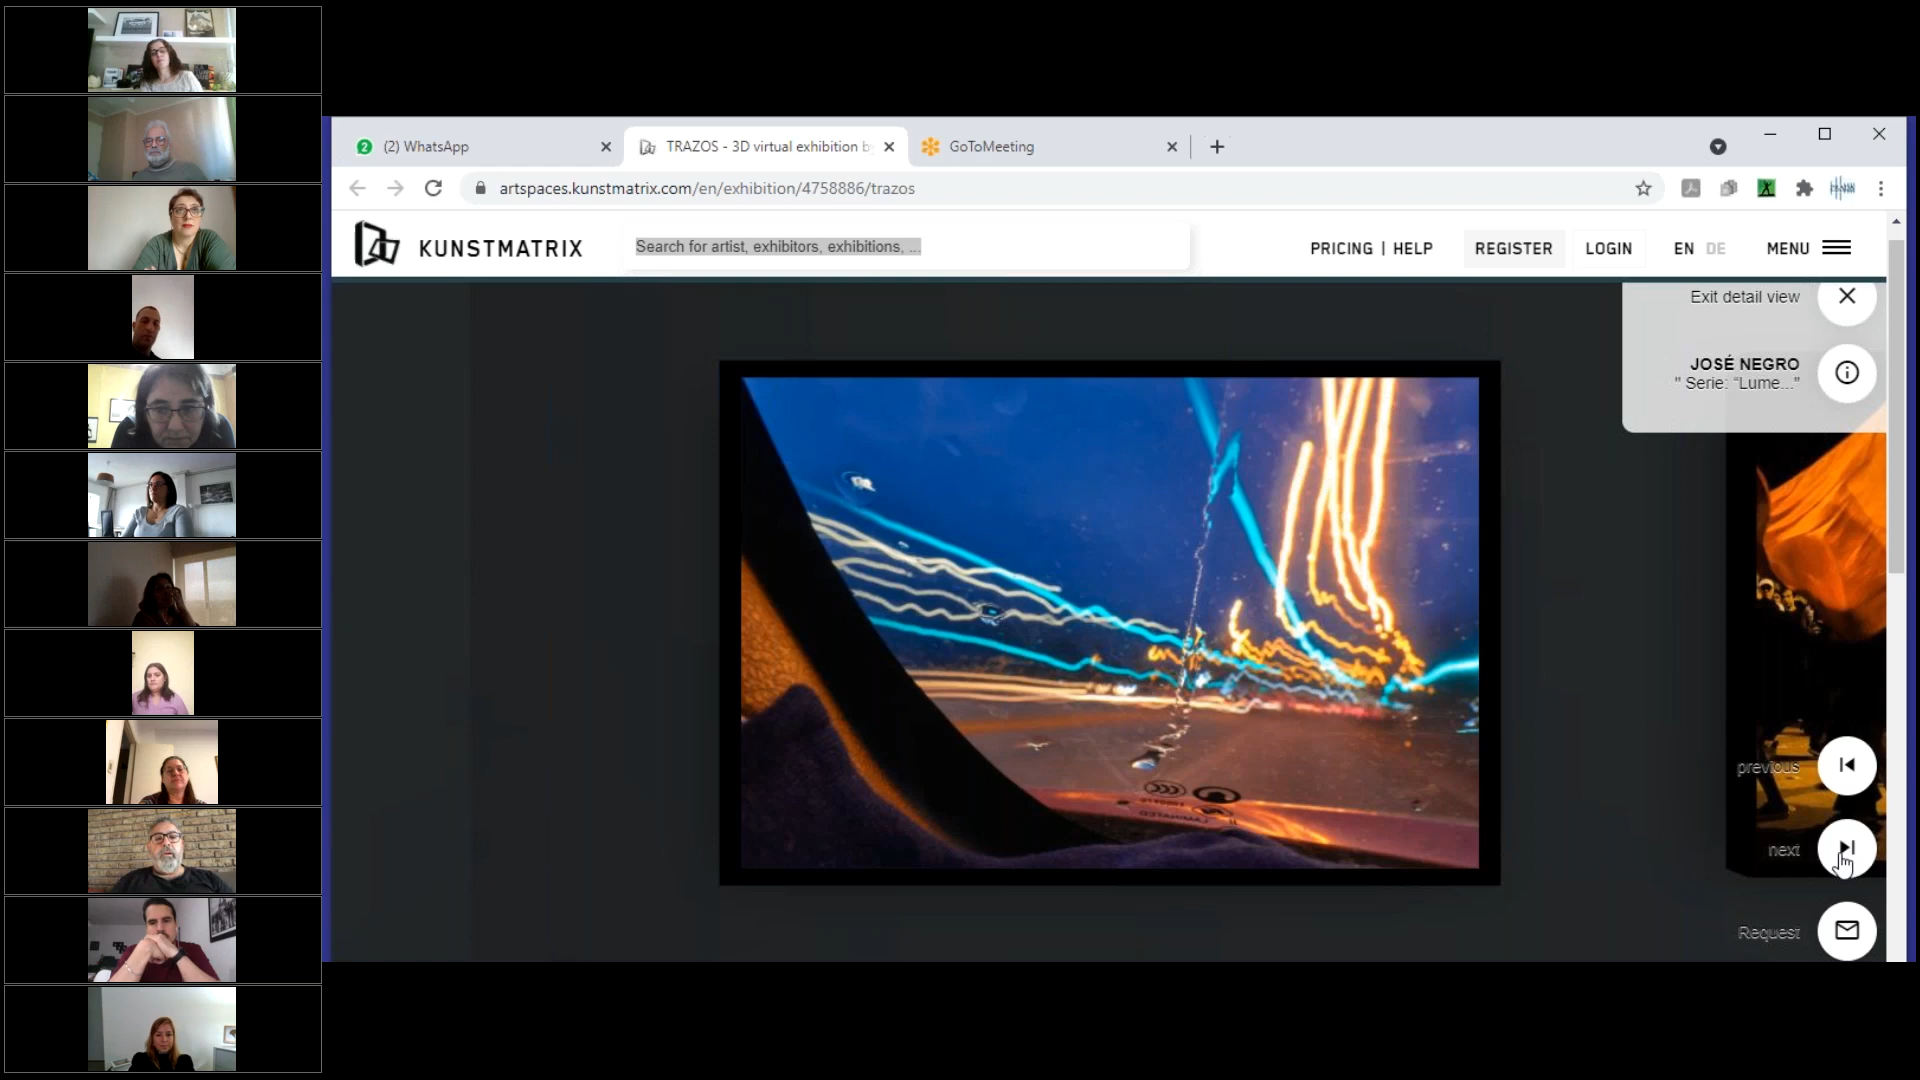 (2) WhatsApp
TRAZOS - 3D virtual exhibition b
GoToMeeting
artspaces.kunstmatrix.com/en/exhibition/4758886/trazos
KUNSTMATRIX
Search for artist, exhibitors, exhibitions, ...
PRICING | HELP
REGISTER
LOGIN
EN DE
MENU
Exit detail view
JOSÉ NEGRO
" Serie: “Lume..."
previous
next
Request